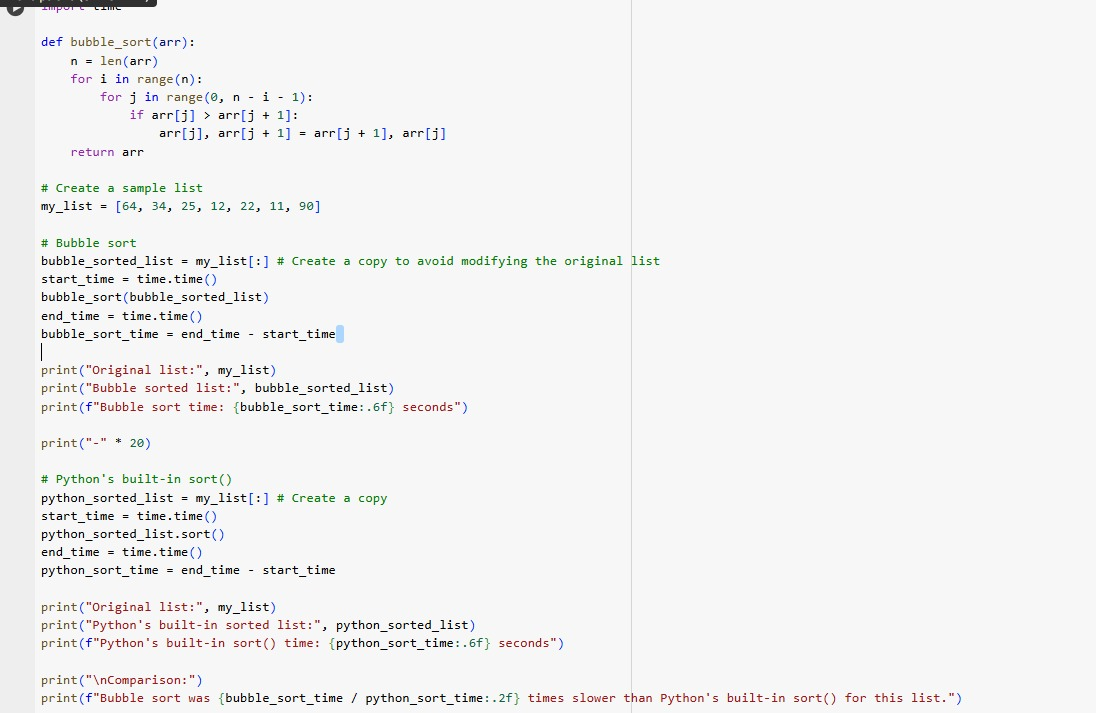 import time
def bubble_sort(arr):
    n = len(arr)
    for i in range(n):
        for j in range(0, n - i - 1):
            if arr[j] > arr[j + 1]:
                arr[j], arr[j + 1] = arr[j + 1], arr[j]
    return arr
# Create a sample list
my_list = [64, 34, 25, 12, 22, 11, 90]
# Bubble sort
bubble_sorted_list = my_list[:] # Create a copy to avoid modifying the original list
start_time = time.time()
bubble_sort(bubble_sorted_list)
end_time = time.time()
bubble_sort_time = end_time - start_time
print("Original list:", my_list)
print("Bubble sorted list:", bubble_sorted_list)
print(f"Bubble sort time: {bubble_sort_time:.6f} seconds")
print("-" * 20)
# Python's built-in sort()
python_sorted_list = my_list[:] # Create a copy
start_time = time.time()
python_sorted_list.sort()
end_time = time.time()
python_sort_time = end_time - start_time
print("Original list:", my_list)
print("Python's built-in sorted list:", python_sorted_list)
print(f"Python's built-in sort() time: {python_sort_time:.6f} seconds")
print("\nComparison:")
print(f"Bubble sort was {bubble_sort_time / python_sort_time:.2f} times slower than Python's built-in sort() for this list.")